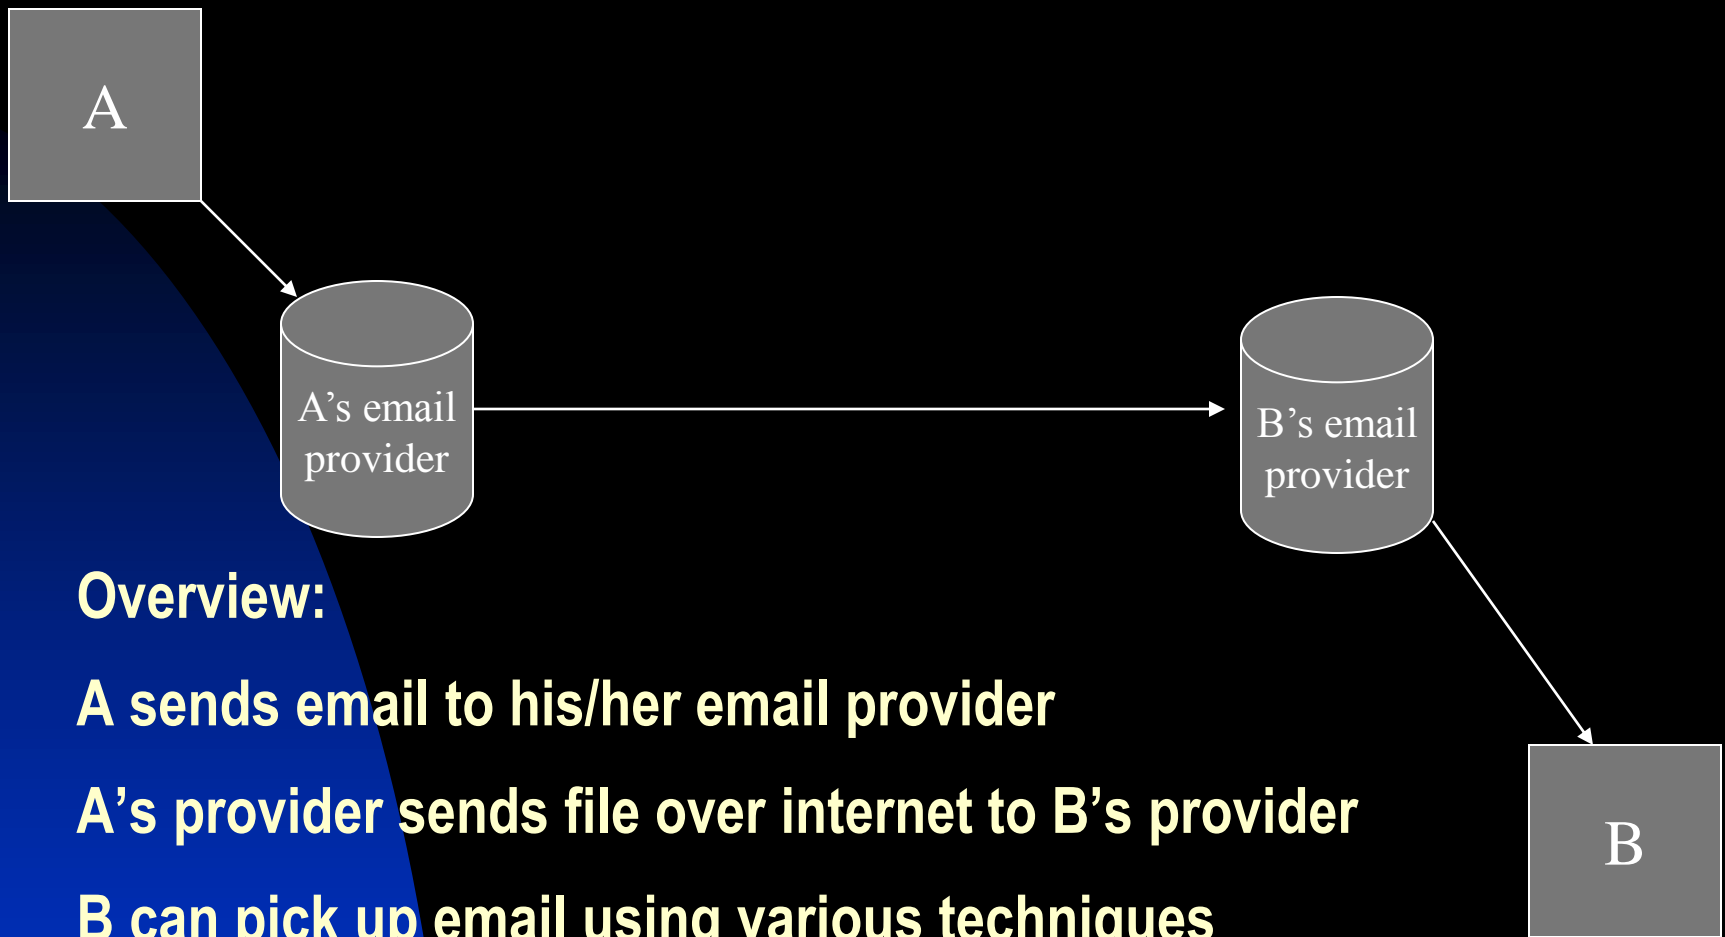 A
A’s email
provider
B’s email
provider
Overview:
A sends email to his/her email provider
A’s provider sends file over internet to B’s provider
B can pick up email using various techniques
B